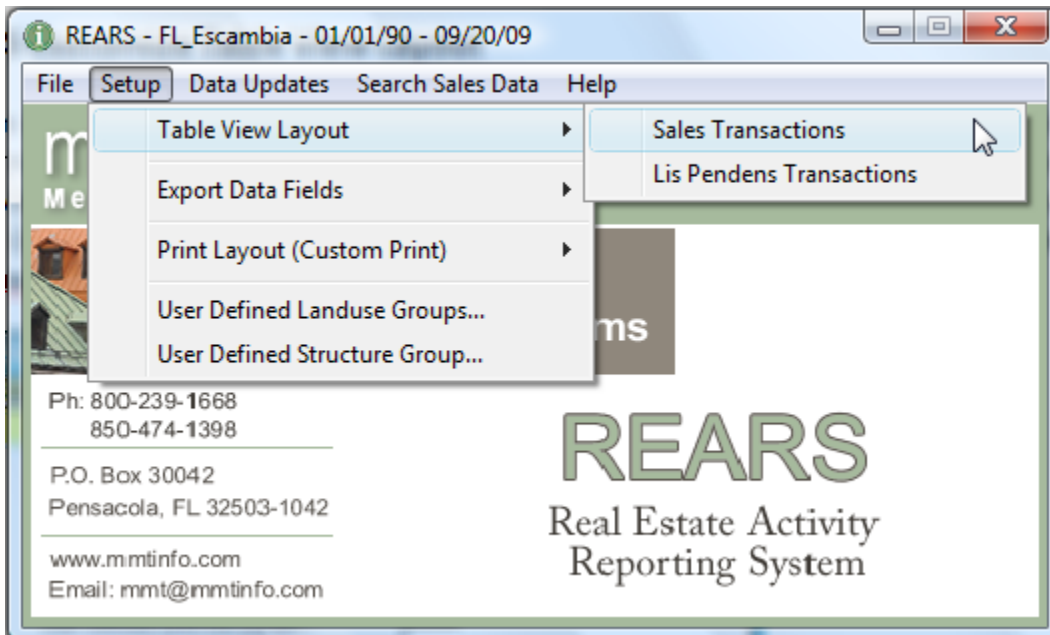 REARS - FL_Escambia - 01/01/90 - 09/20/09
File Setup Data Updates Search Sales Data Help
Table View Layout
Sales Transactions
Lis Pendens Transactions
Export Data Fields
Print Layout (Custom Print)
User Defined Landuse Groups...
User Defined Structure Group...
Ph: 800-239-1668
850-474-1398
P.O. Box 30042
Pensacola, FL 32503-1042
www.mmtinfo.com
Email: mmt@mmtinfo.com
REARS
Real Estate Activity
Reporting System